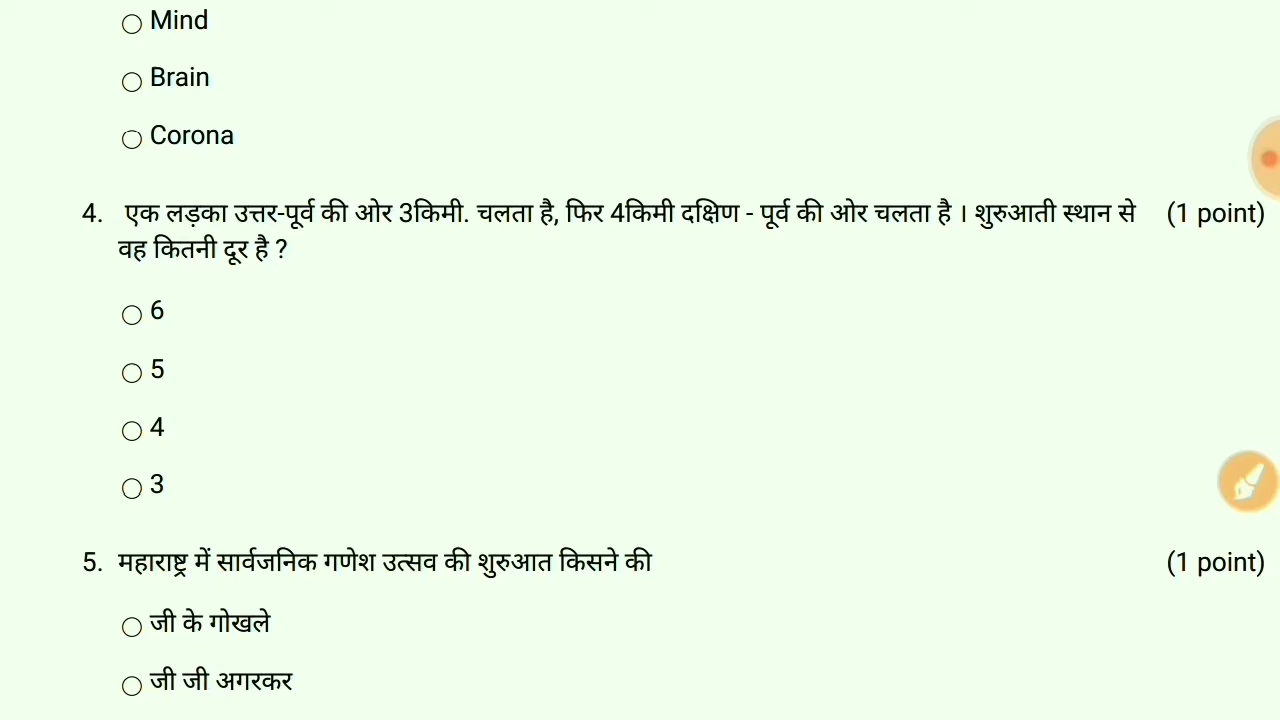 Mind
Brain
Corona
4. एक लड़का उत्तर-पूर्व की ओर 3किमी. चलता है, फिर 4किमी दक्षिण - पूर्व की ओर चलता है । शुरुआती स्थान से (1 point)
वह कितनी दूर है ?
6
5
4
3
5. महाराष्ट्र में सार्वजनिक गणेश उत्सव की शुरुआत किसने की (1 point)
जी के गोखले
जी जी अगरकर